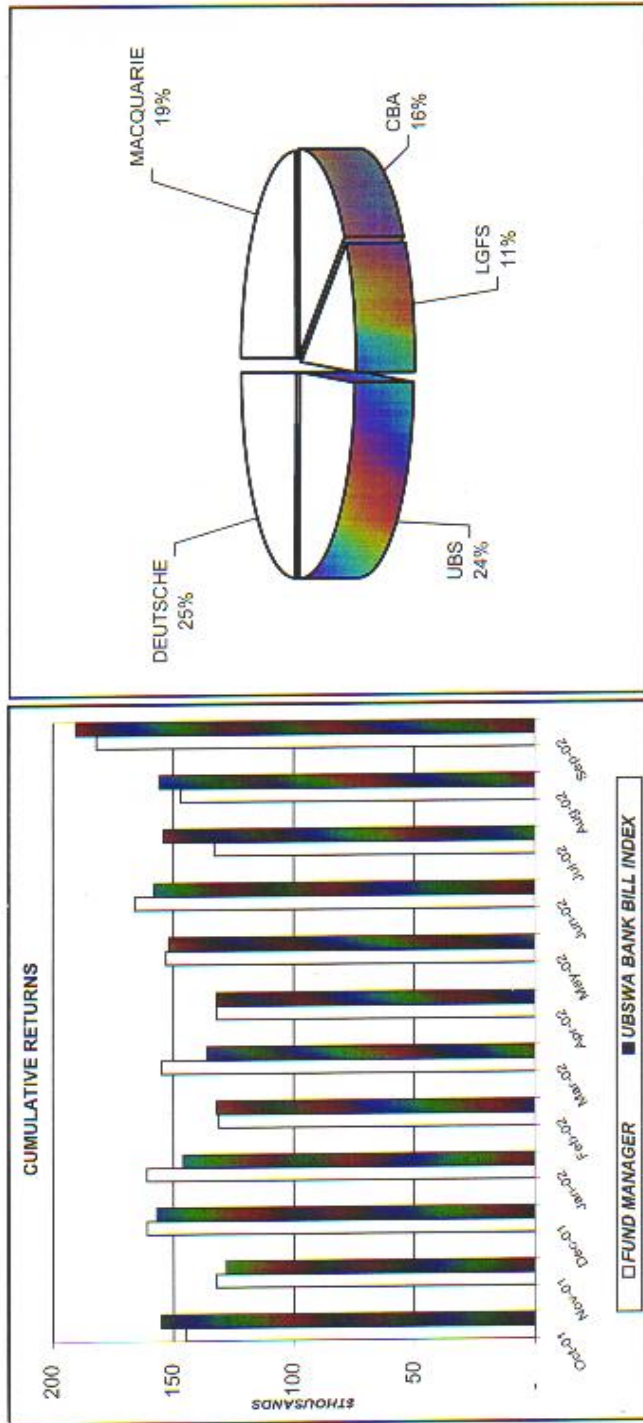 CUMULATIVE RETURNS
$THOUSANDS
200
150
100
50
-
Oct-01
Nov-01
Dec-01
Jan-02
Feb-02
Mar-02
Apr-02
May-02
Jun-02
Jul-02
Aug-02
Sep-02
FUND MANAGER
UBSWA BANK BILL INDEX
DEUTSCHE
25%
MACQUARIE
19%
UBS
24%
LGFS
11%
CBA
16%